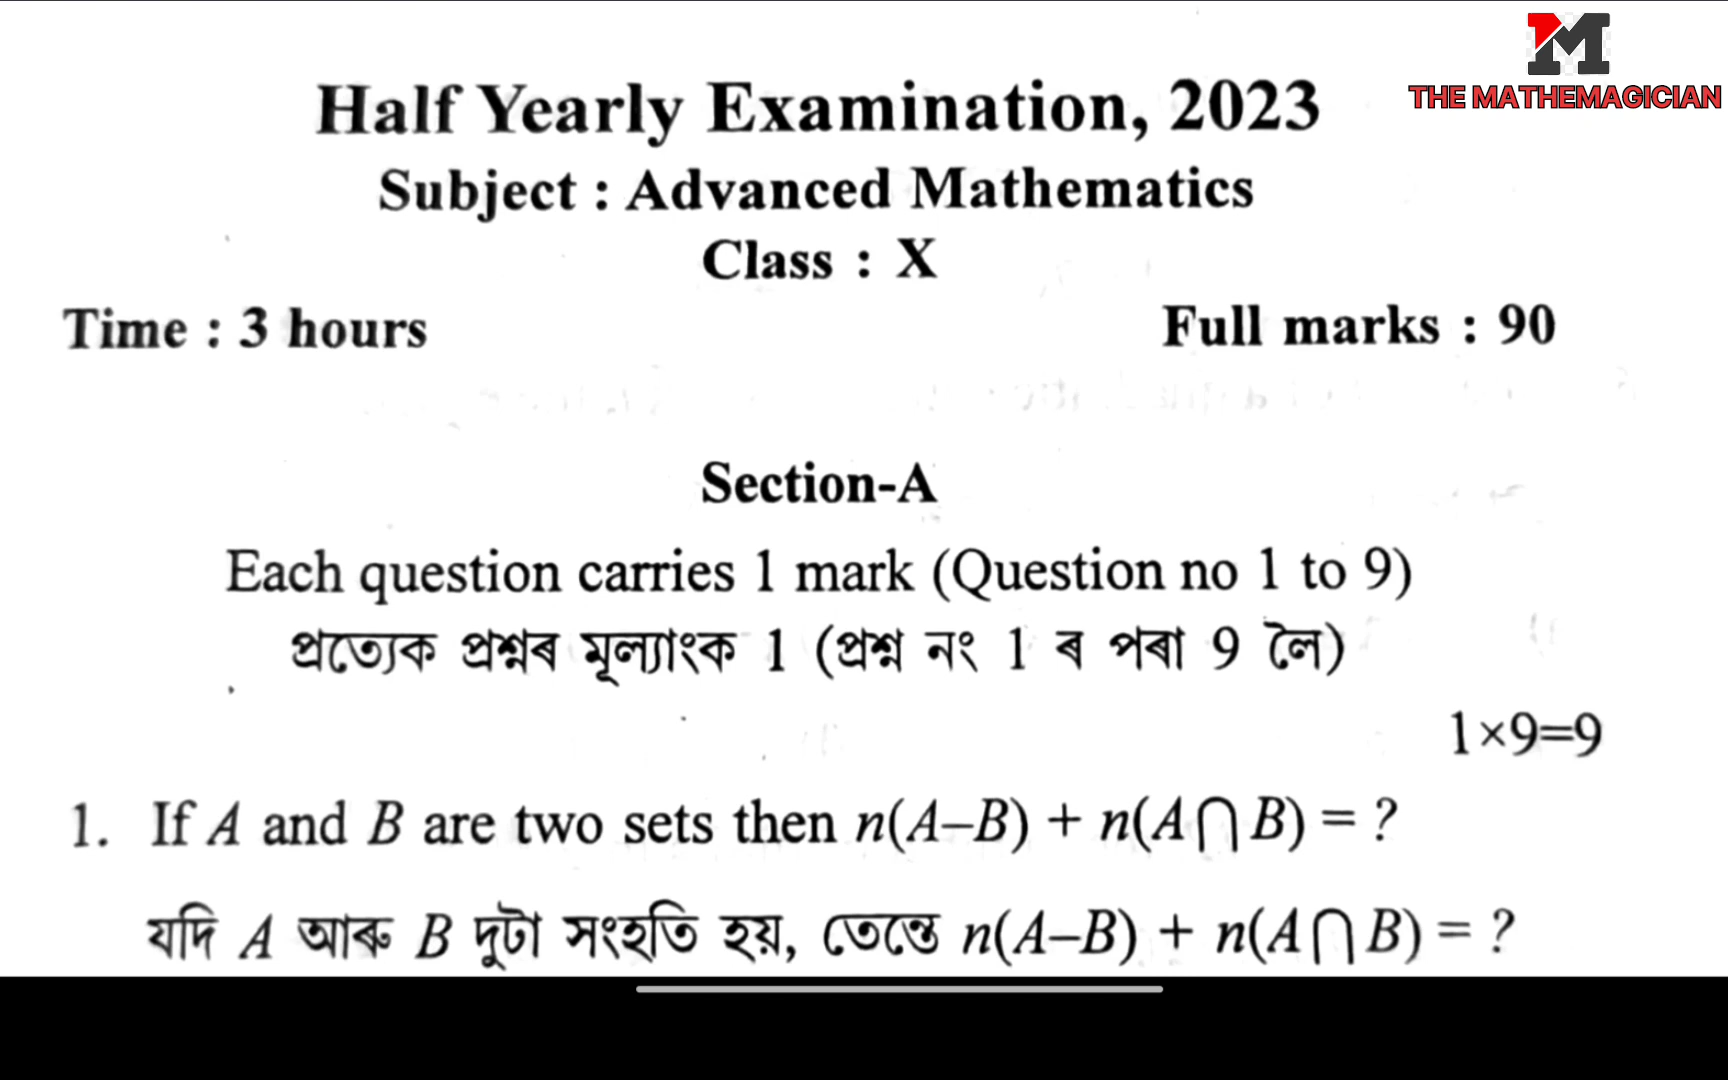 THE MATHEMAGICIAN
Half Yearly Examination, 2023
Subject : Advanced Mathematics
Class : X
Time : 3 hours Full marks : 90
Section-A
Each question carries 1 mark (Question no 1 to 9)
প্ৰত্যেক প্ৰশ্নৰ মূল্যাংক 1 (প্ৰশ্ন নং 1 ৰ পৰা 9 লৈ)
1×9=9
1. If A and B are two sets then n(A–B) + n(A⋂B) = ?
যদি A আৰু B দুটা সংহতি হয়, তেন্তে n(A–B) + n(A⋂B) = ?